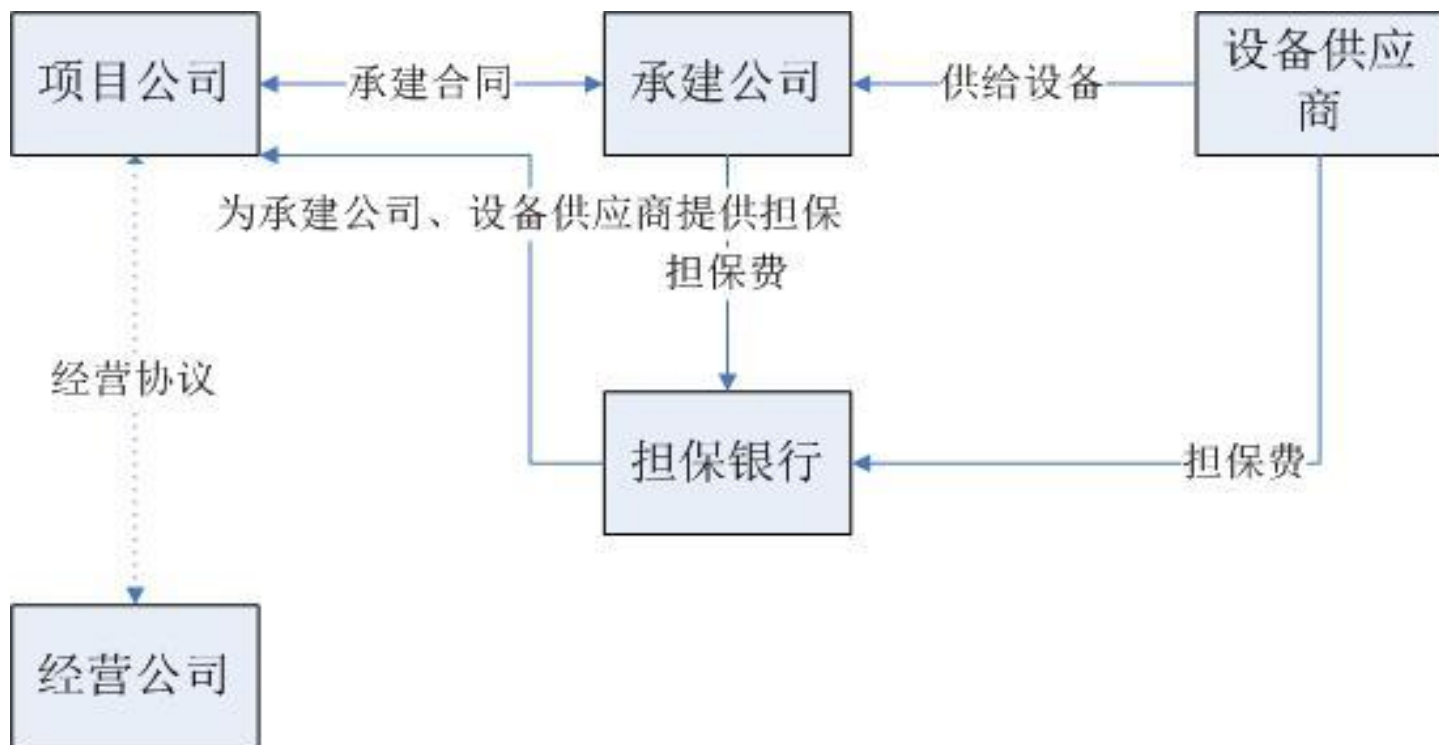 项目公司
承建合同
承建公司
供给设备
设备供应
商
为承建公司、设备供应商提供担保
担保费
经营协议
担保银行
担保费
经营公司